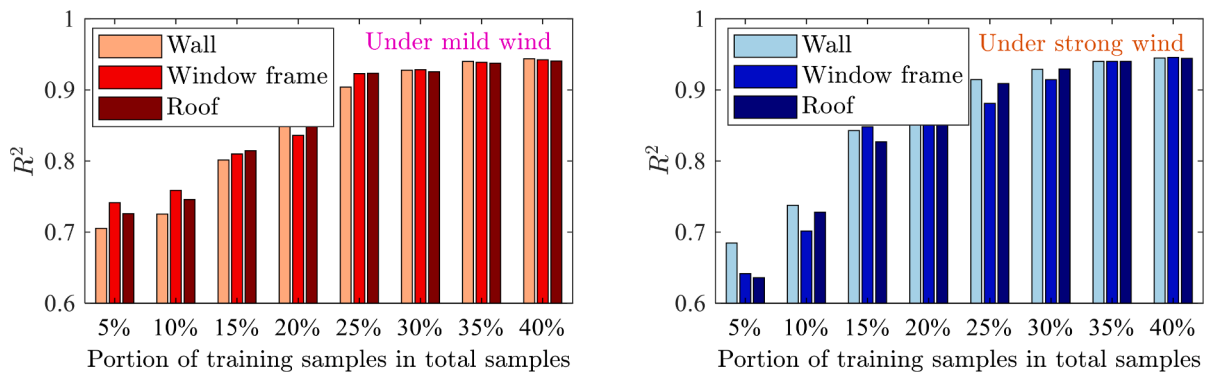 1
0.9
0.8
0.7
0.6
R²
Wall
Window frame
Roof
Under mild wind
5% 10% 15% 20% 25% 30% 35% 40%
Portion of training samples in total samples
1
0.9
0.8
0.7
0.6
R²
Wall
Window frame
Roof
Under strong wind
5% 10% 15% 20% 25% 30% 35% 40%
Portion of training samples in total samples